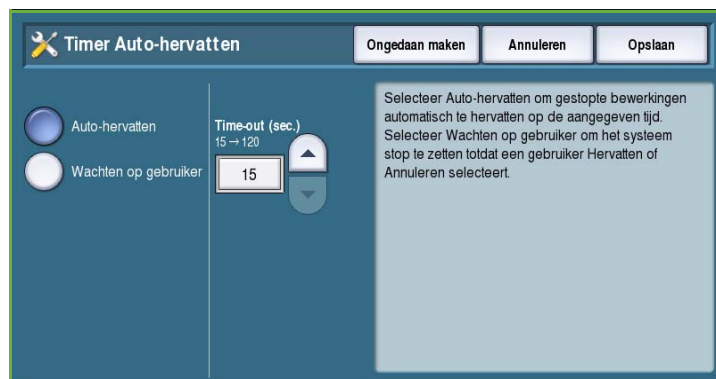 Timer Auto-hervatten
Ongedaan maken
Annuleren
Opslaan
Auto-hervatten
Wachten op gebruiker
Time-out (sec.)
15→120
15
Selecteer Auto-hervatten om gestopte bewerkingen
automatisch te hervatten op de aangegeven tijd.
Selecteer Wachten op gebruiker om het systeem
stop te zetten totdat een gebruiker Hervatten of
Annuleren selecteert.